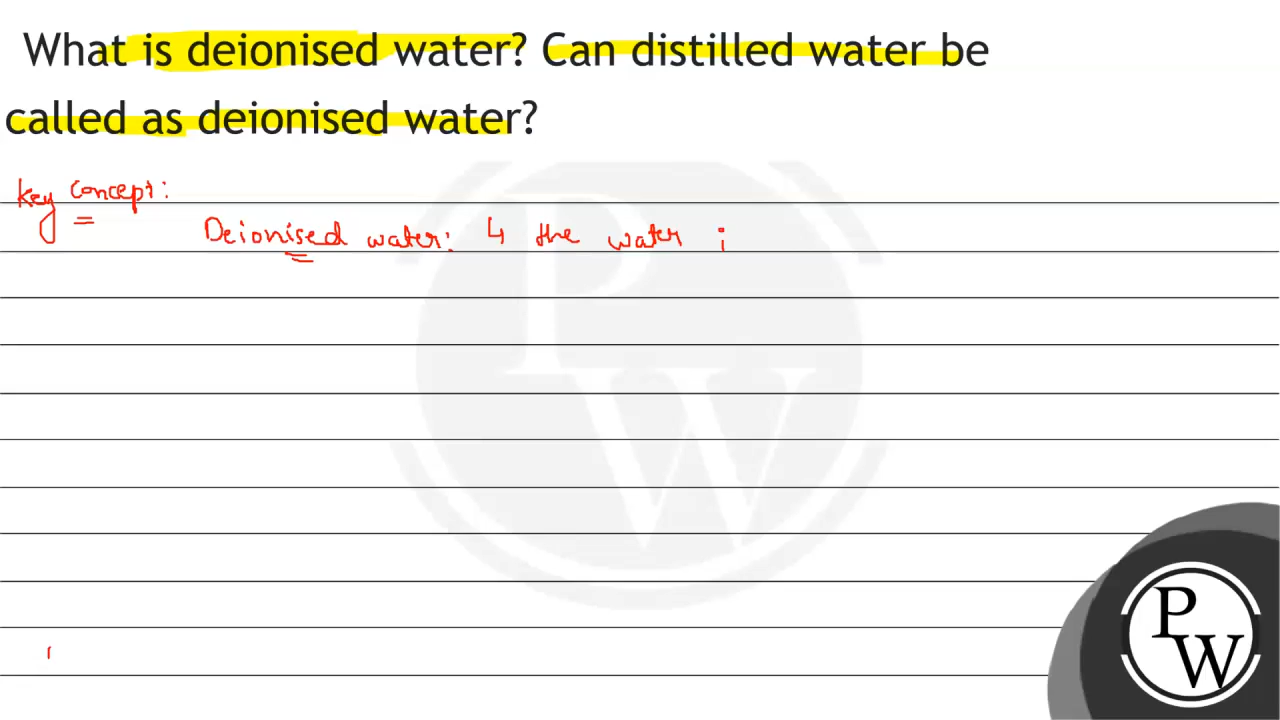 What is deionised water? Can distilled water be
called as deionised water?
Key concept:
Deionised water: ↳ the water i
PW
PW